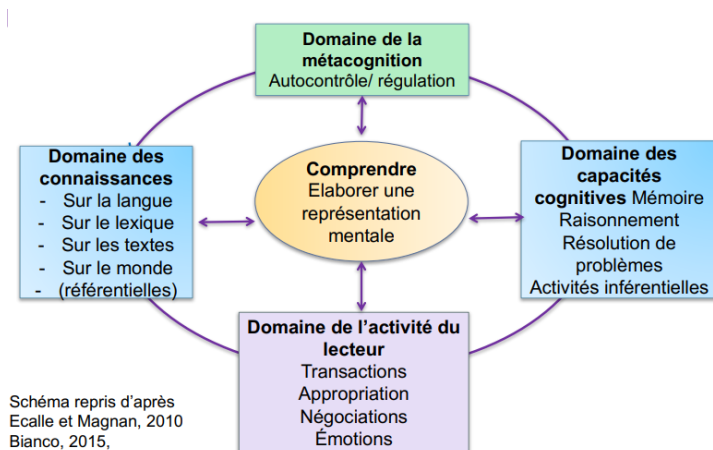 Domaine de la
métacognition
Autocontrôle/ régulation
Domaine des
connaissances
- Sur la langue
- Sur le lexique
- Sur les textes
- Sur le monde
- (référentielles)
Comprendre
Elaborer une
représentation
mentale
Domaine des
capacités
cognitives Mémoire
Raisonnement
Résolution de
problèmes
Activités inférentielles
Domaine de l’activité du
lecteur
Transactions
Appropriation
Négociations
Émotions
Schéma repris d’après
Ecalle et Magnan, 2010
Bianco, 2015,